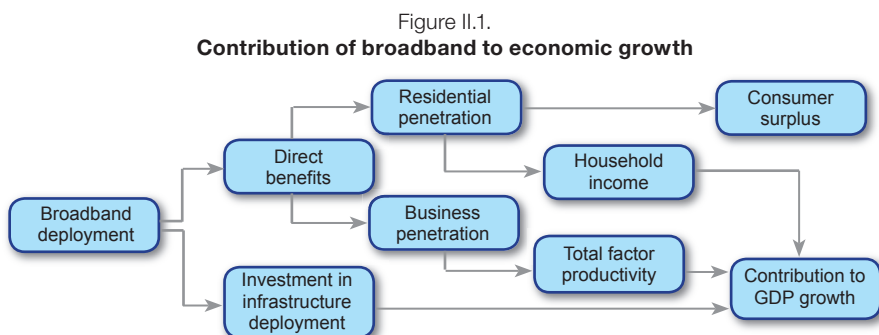 Figure II.1.
Contribution of broadband to economic growth
Residential
penetration
Consumer
surplus
Direct
benefits
Household
income
Broadband
deployment
Business
penetration
Total factor
productivity
Contribution to
GDP growth
Investment in
infrastructure
deployment